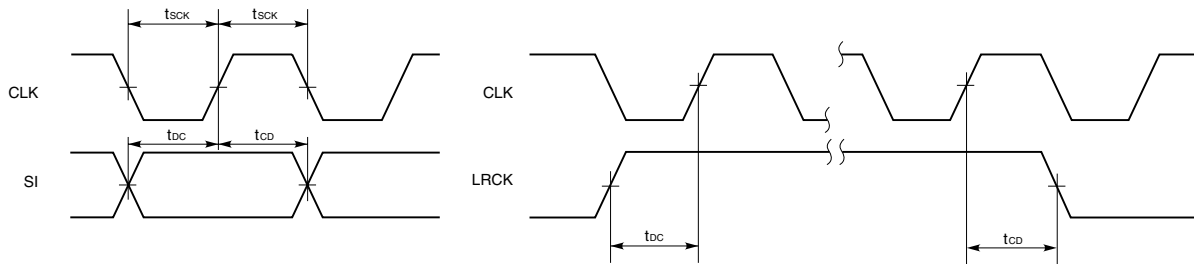 tSCK tSCK
CLK
tDC tCD
SI
CLK
LRCK
tDC
tCD